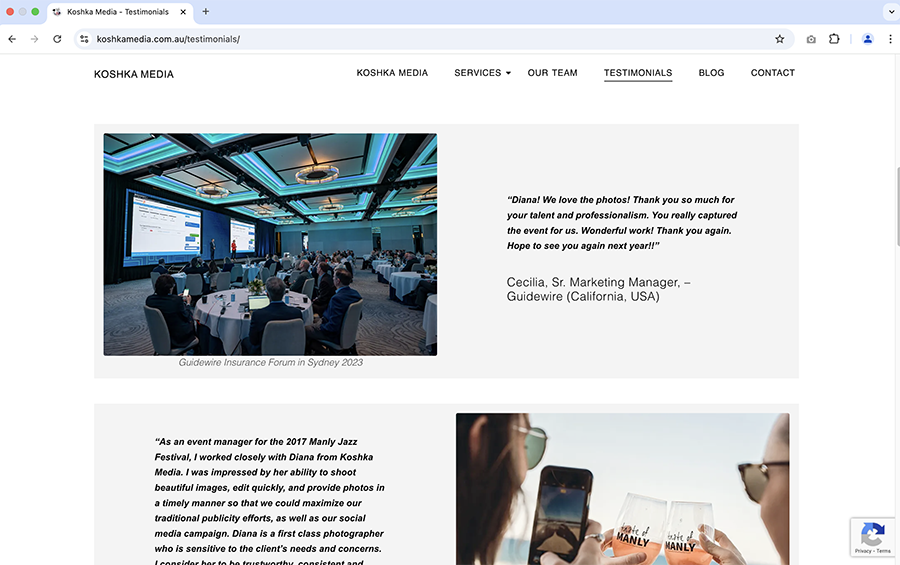 Koshka Media - Testimonials
koshkamedia.com.au/testimonials/
KOSHKA MEDIA
KOSHKA MEDIA SERVICES OUR TEAM TESTIMONIALS BLOG CONTACT
“Diana! We love the photos! Thank you so much for
your talent and professionalism. You really captured
the event for us. Wonderful work! Thank you again.
Hope to see you again next year!!”
Cecilia, Sr. Marketing Manager, –
Guidewire (California, USA)
Guidewire Insurance Forum in Sydney 2023
“As an event manager for the 2017 Manly Jazz
Festival, I worked closely with Diana from Koshka
Media. I was impressed by her ability to shoot
beautiful images, edit quickly, and provide photos in
a timely manner so that we could maximize our
traditional publicity efforts, as well as our social
media campaign. Diana is a first class photographer
who is sensitive to the client’s needs and concerns.
I consider her to be trustworthy, consistent and
taste of
MANLY
taste of
MANLY
Privacy - Terms